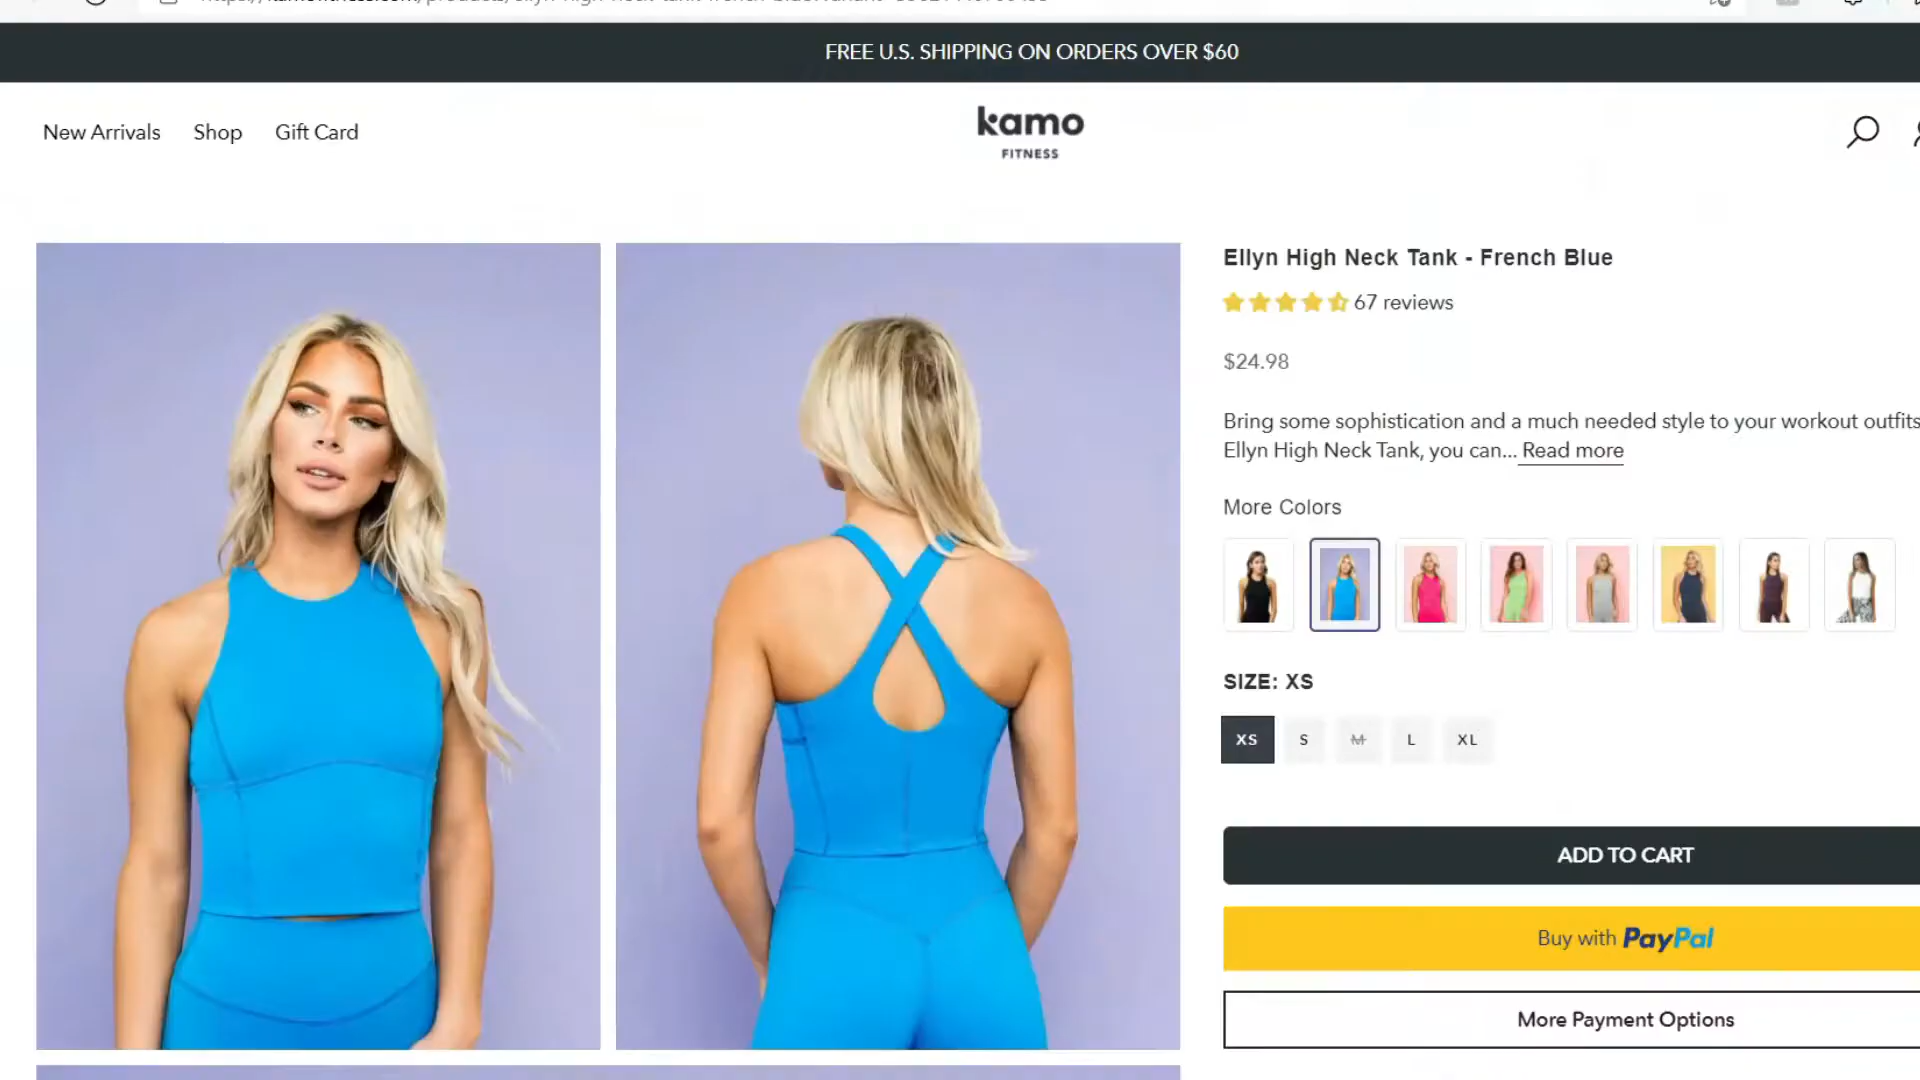 FREE U.S. SHIPPING ON ORDERS OVER $60
New Arrivals Shop Gift Card
kamo
FITNESS
Ellyn High Neck Tank - French Blue
67 reviews
$24.98
Bring some sophistication and a much needed style to your workout outfits
Ellyn High Neck Tank, you can... Read more
More Colors
SIZE: XS
XS S M L XL
ADD TO CART
Buy with PayPal
More Payment Options